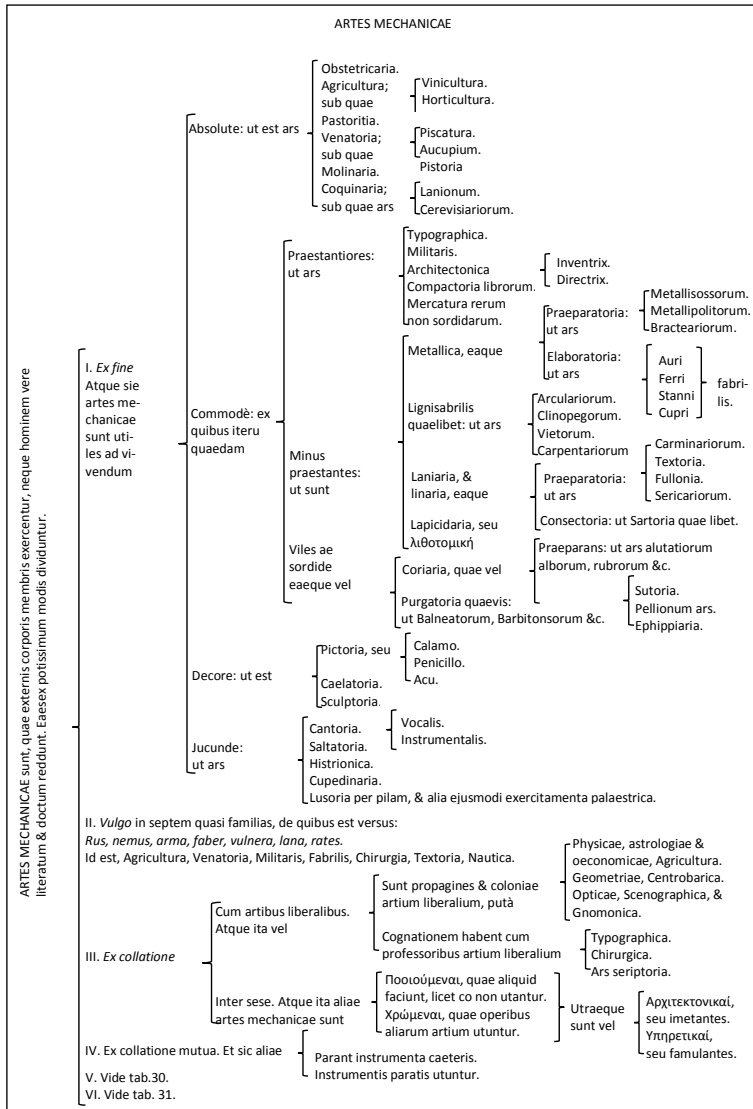 ARTES MECHANICAE
ARTES MECHANICAE sunt, quae externis corporis membris exercentur, neque hominem vere
literatum & doctum reddunt. Eaesex potissimum modis dividuntur.
I. Ex fine
Atque sie
artes me-
chanicae
sunt uti-
les ad vi-
vendum
Absolute: ut est ars
Obstetricaria.
Agricultura;
sub quae
Vinicultura.
Horticultura.
Pastoritia.
Venatoria;
sub quae
Piscatura.
Aucupium.
Pistoria
Molinaria.
Coquinaria;
sub quae ars
Lanionum.
Cerevisiariorum.
Commodè: ex
quibus iteru
quaedam
Praestantiores:
ut ars
Typographica.
Militaris.
Architectonica
Inventrix.
Directrix.
Compactoria librorum.
Mercatura rerum
non sordidarum.
Minus
praestantes:
ut sunt
Metallica, eaque
Praeparatoria:
ut ars
Metallisossorum.
Metallipolitorum.
Bracteariorum.
Elaboratoria:
ut ars
Auri
Ferri
Stanni
Cupri
fabri-
lis.
Lignisabrilis
quaelibet: ut ars
Arculariorum.
Clinopegorum.
Vietorum.
Carpentariorum
Laniaria, &
linaria, eaque
Praeparatoria:
ut ars
Carminariorum.
Textoria.
Fullonia.
Sericariorum.
Consectoria: ut Sartoria quae libet.
Lapicidaria, seu
λιθοτομική
Viles ae
sordide
eaeque vel
Coriaria, quae vel
Praeparans: ut ars alutatiorum
alborum, rubrorum &c.
Sutoria.
Pellionum ars.
Ephippiaria.
Purgatoria quaevis:
ut Balneatorum, Barbitonsorum &c.
Decore: ut est
Pictoria, seu
Calamo.
Penicillo.
Acu.
Caelatoria.
Sculptoria.
Jucunde:
ut ars
Cantoria.
Vocalis.
Instrumentalis.
Saltatoria.
Histrionica.
Cupedinaria.
Lusoria per pilam, & alia ejusmodi exercitamenta palaestrica.
II. Vulgo in septem quasi familias, de quibus est versus:
Rus, nemus, arma, faber, vulnera, lana, rates.
Id est, Agricultura, Venatoria, Militaris, Fabrilis, Chirurgia, Textoria, Nautica.
III. Ex collatione
Cum artibus liberalibus.
Atque ita vel
Sunt propagines & coloniae
artium liberalium, putà
Physicae, astrologiae &
oeconomicae, Agricultura.
Geometriae, Centrobarica.
Opticae, Scenographica, &
Gnomonica.
Cognationem habent cum
professoribus artium liberalium
Typographica.
Chirurgica.
Ars seriptoria.
Inter sese. Atque ita aliae
artes mechanicae sunt
Ποοιούμεναι, quae aliquid
faciunt, licet co non utantur.
Χρώμεναι, quae operibus
aliarum artium utuntur.
Utraeque
sunt vel
Αρχιτεκτονικαί,
seu imetantes.
Υπηρετικαί,
seu famulantes.
IV. Ex collatione mutua. Et sic aliae
Parant instrumenta caeteris.
Instrumentis paratis utuntur.
V. Vide tab.30.
VI. Vide tab. 31.